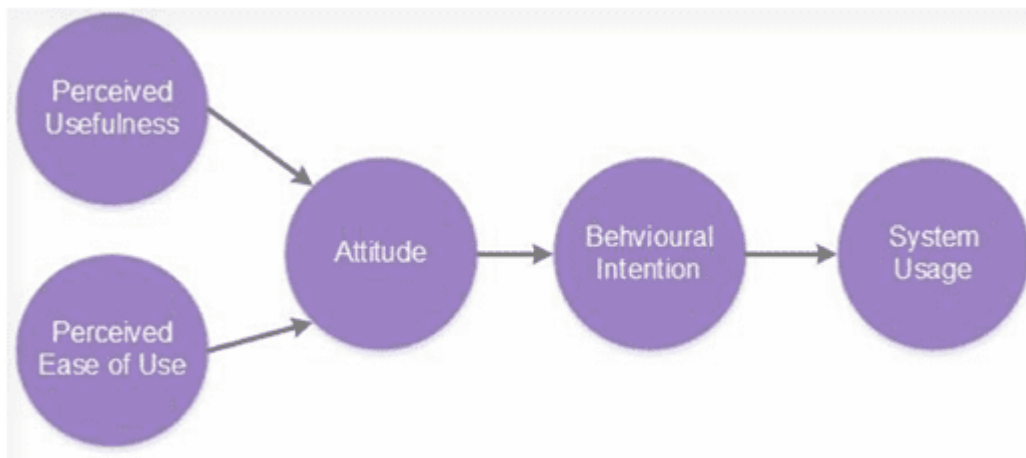 Perceived
Usefulness
Perceived
Ease of Use
Attitude
Behvioural
Intention
System
Usage